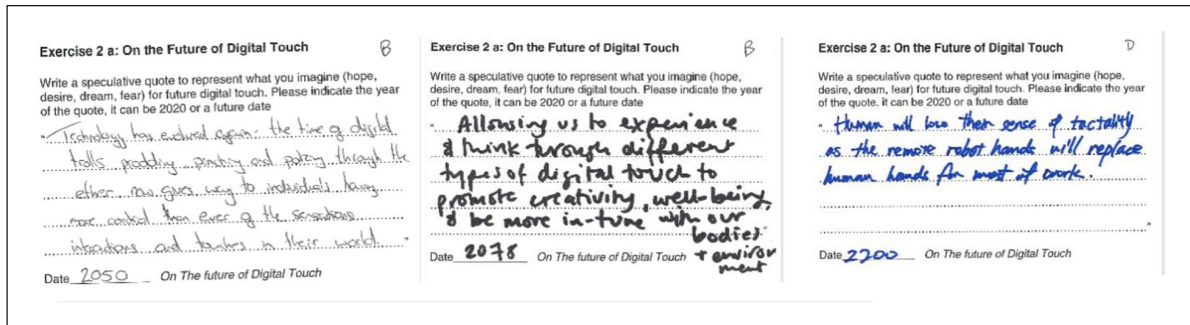 Exercise 2 a: On the Future of Digital Touch
B
Write a speculative quote to represent what you imagine (hope,
desire, dream, fear) for future digital touch. Please indicate the year
of the quote, it can be 2020 or a future date
"Technology has evolved again - the time of digital
trolls prodding, pinching and poking through the
ether now gives way to individuals having
more control than ever of the sensations
interactions and touches in their world."
Date 2050 On The future of Digital Touch
Exercise 2 a: On the Future of Digital Touch
B
Write a speculative quote to represent what you imagine (hope,
desire, dream, fear) for future digital touch. Please indicate the year
of the quote, it can be 2020 or a future date
"Allowing us to experience
& think through different
types of digital touch to
promote creativity, well-being,
& be more in-tune with our
bodies"
+ environ
ment
Date 2078 On The future of Digital Touch
Exercise 2 a: On the Future of Digital Touch
D
Write a speculative quote to represent what you imagine (hope,
desire, dream, fear) for future digital touch. Please indicate the year
of the quote, it can be 2020 or a future date
"Human will lose their sense of tactality
as the remote robot hands will replace
human hands for most of work.
"
Date 2200 On The future of Digital Touch